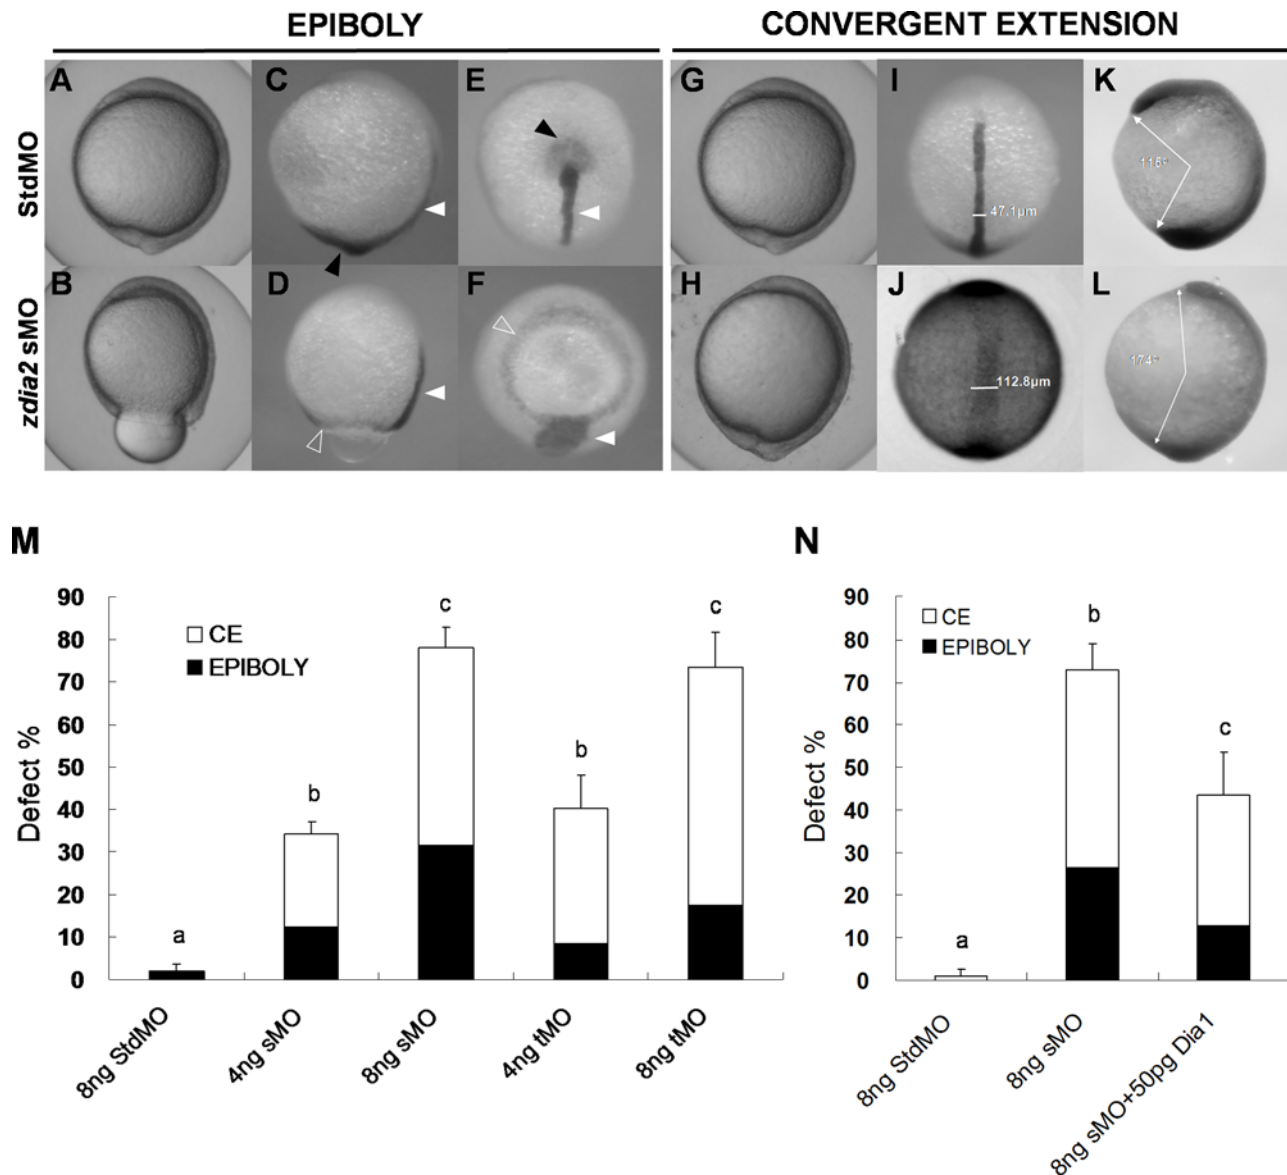 EPIBOLY
CONVERGENT EXTENSION
StdMO
zdia2 sMO
A
C
E
G
I
K
47.1µm
115°
B
D
F
H
J
L
112.8µm
174°
M
Defect %
90
80
70
60
50
40
30
20
10
0
CE
EPIBOLY
a
b
c
b
c
8ng StdMO
4ng sMO
8ng sMO
4ng tMO
8ng tMO
N
Defect %
90
80
70
60
50
40
30
20
10
0
CE
EPIBOLY
a
b
c
8ng StdMO
8ng sMO
8ng sMO+50pg Dia1